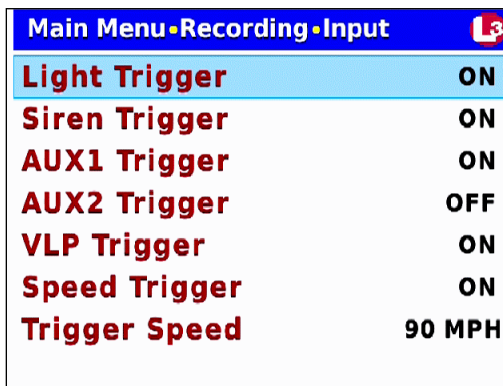 Main Menu•Recording•Input L3
Light Trigger ON
Siren Trigger ON
AUX1 Trigger ON
AUX2 Trigger OFF
VLP Trigger ON
Speed Trigger ON
Trigger Speed 90 MPH